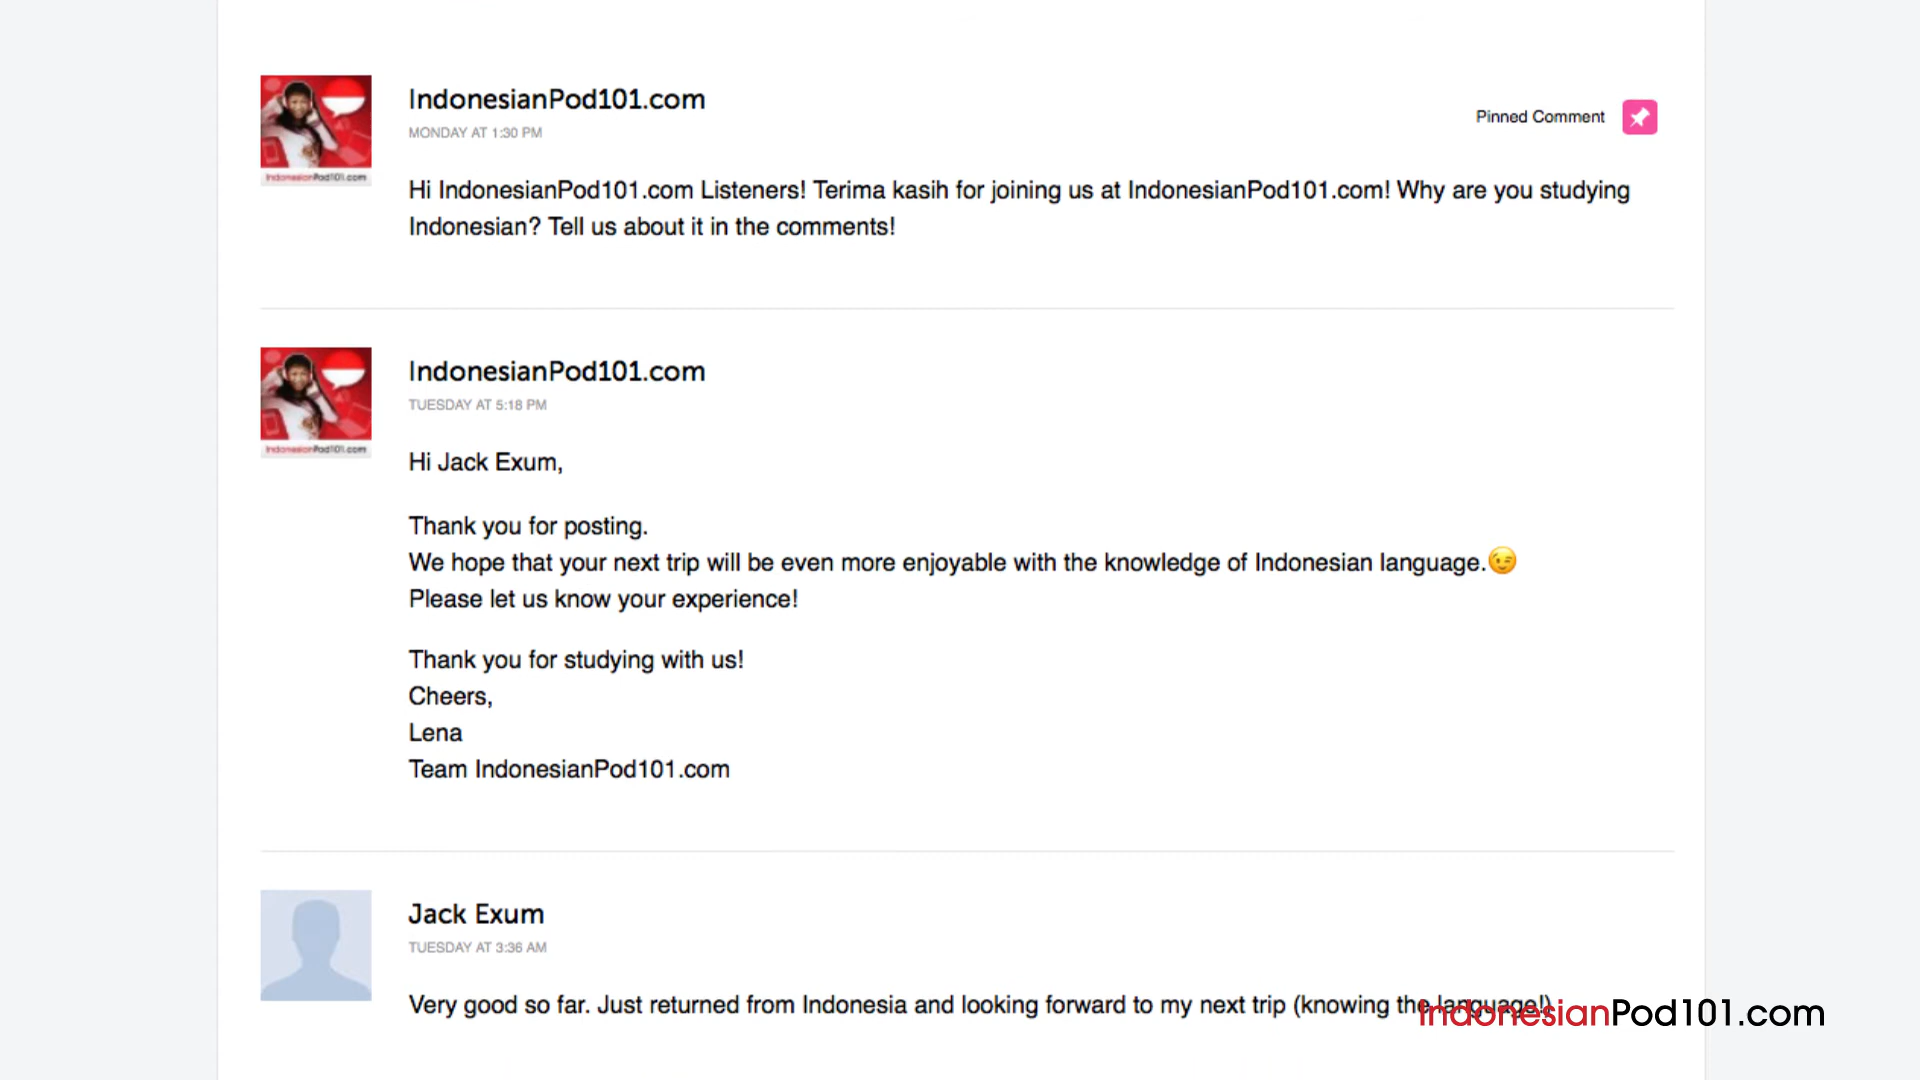 IndonesianPod101.com
MONDAY AT 1:30 PM
Pinned Comment
IndonesianPod101.com
Hi IndonesianPod101.com Listeners! Terima kasih for joining us at IndonesianPod101.com! Why are you studying
Indonesian? Tell us about it in the comments!
IndonesianPod101.com
TUESDAY AT 5:18 PM
IndonesianPod101.com
Hi Jack Exum,
Thank you for posting.
We hope that your next trip will be even more enjoyable with the knowledge of Indonesian language.😉
Please let us know your experience!
Thank you for studying with us!
Cheers,
Lena
Team IndonesianPod101.com
Jack Exum
TUESDAY AT 3:36 AM
Very good so far. Just returned from Indonesia and looking forward to my next trip (knowing the language!)
IndonesianPod101.com